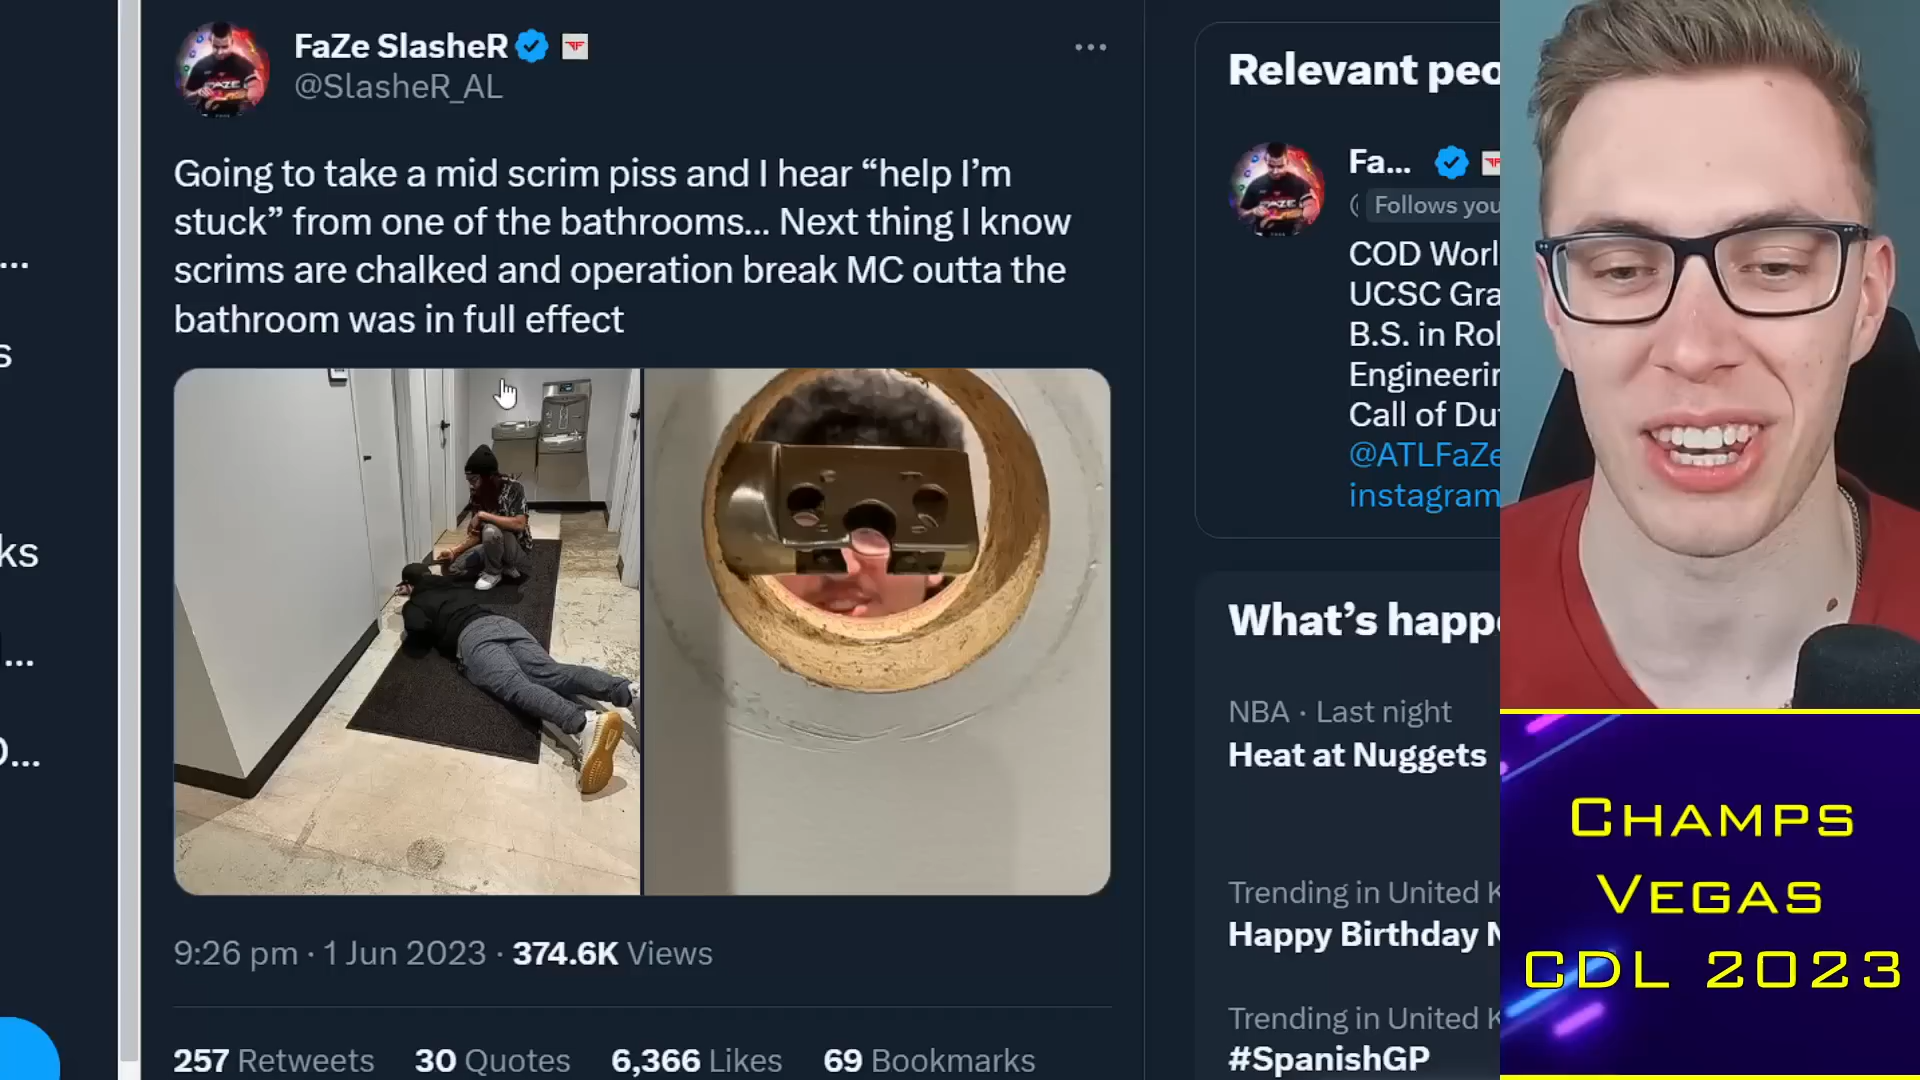 FaZe SlasheR
@SlasheR_AL
Going to take a mid scrim piss and I hear “help I’m
stuck” from one of the bathrooms... Next thing I know
scrims are chalked and operation break MC outta the
bathroom was in full effect
9:26 pm · 1 Jun 2023 · 374.6K Views
257 Retweets 30 Quotes 6,366 Likes 69 Bookmarks
Relevant peo
Fa...
Follows you
COD Worl
UCSC Gra
B.S. in Ro
Engineerin
Call of Du
@ATLFaZe
instagram
What’s happ
NBA · Last night
Heat at Nuggets
Trending in United K
Happy Birthday N
Trending in United K
#SpanishGP
CHAMPS
VEGAS
CDL 2023